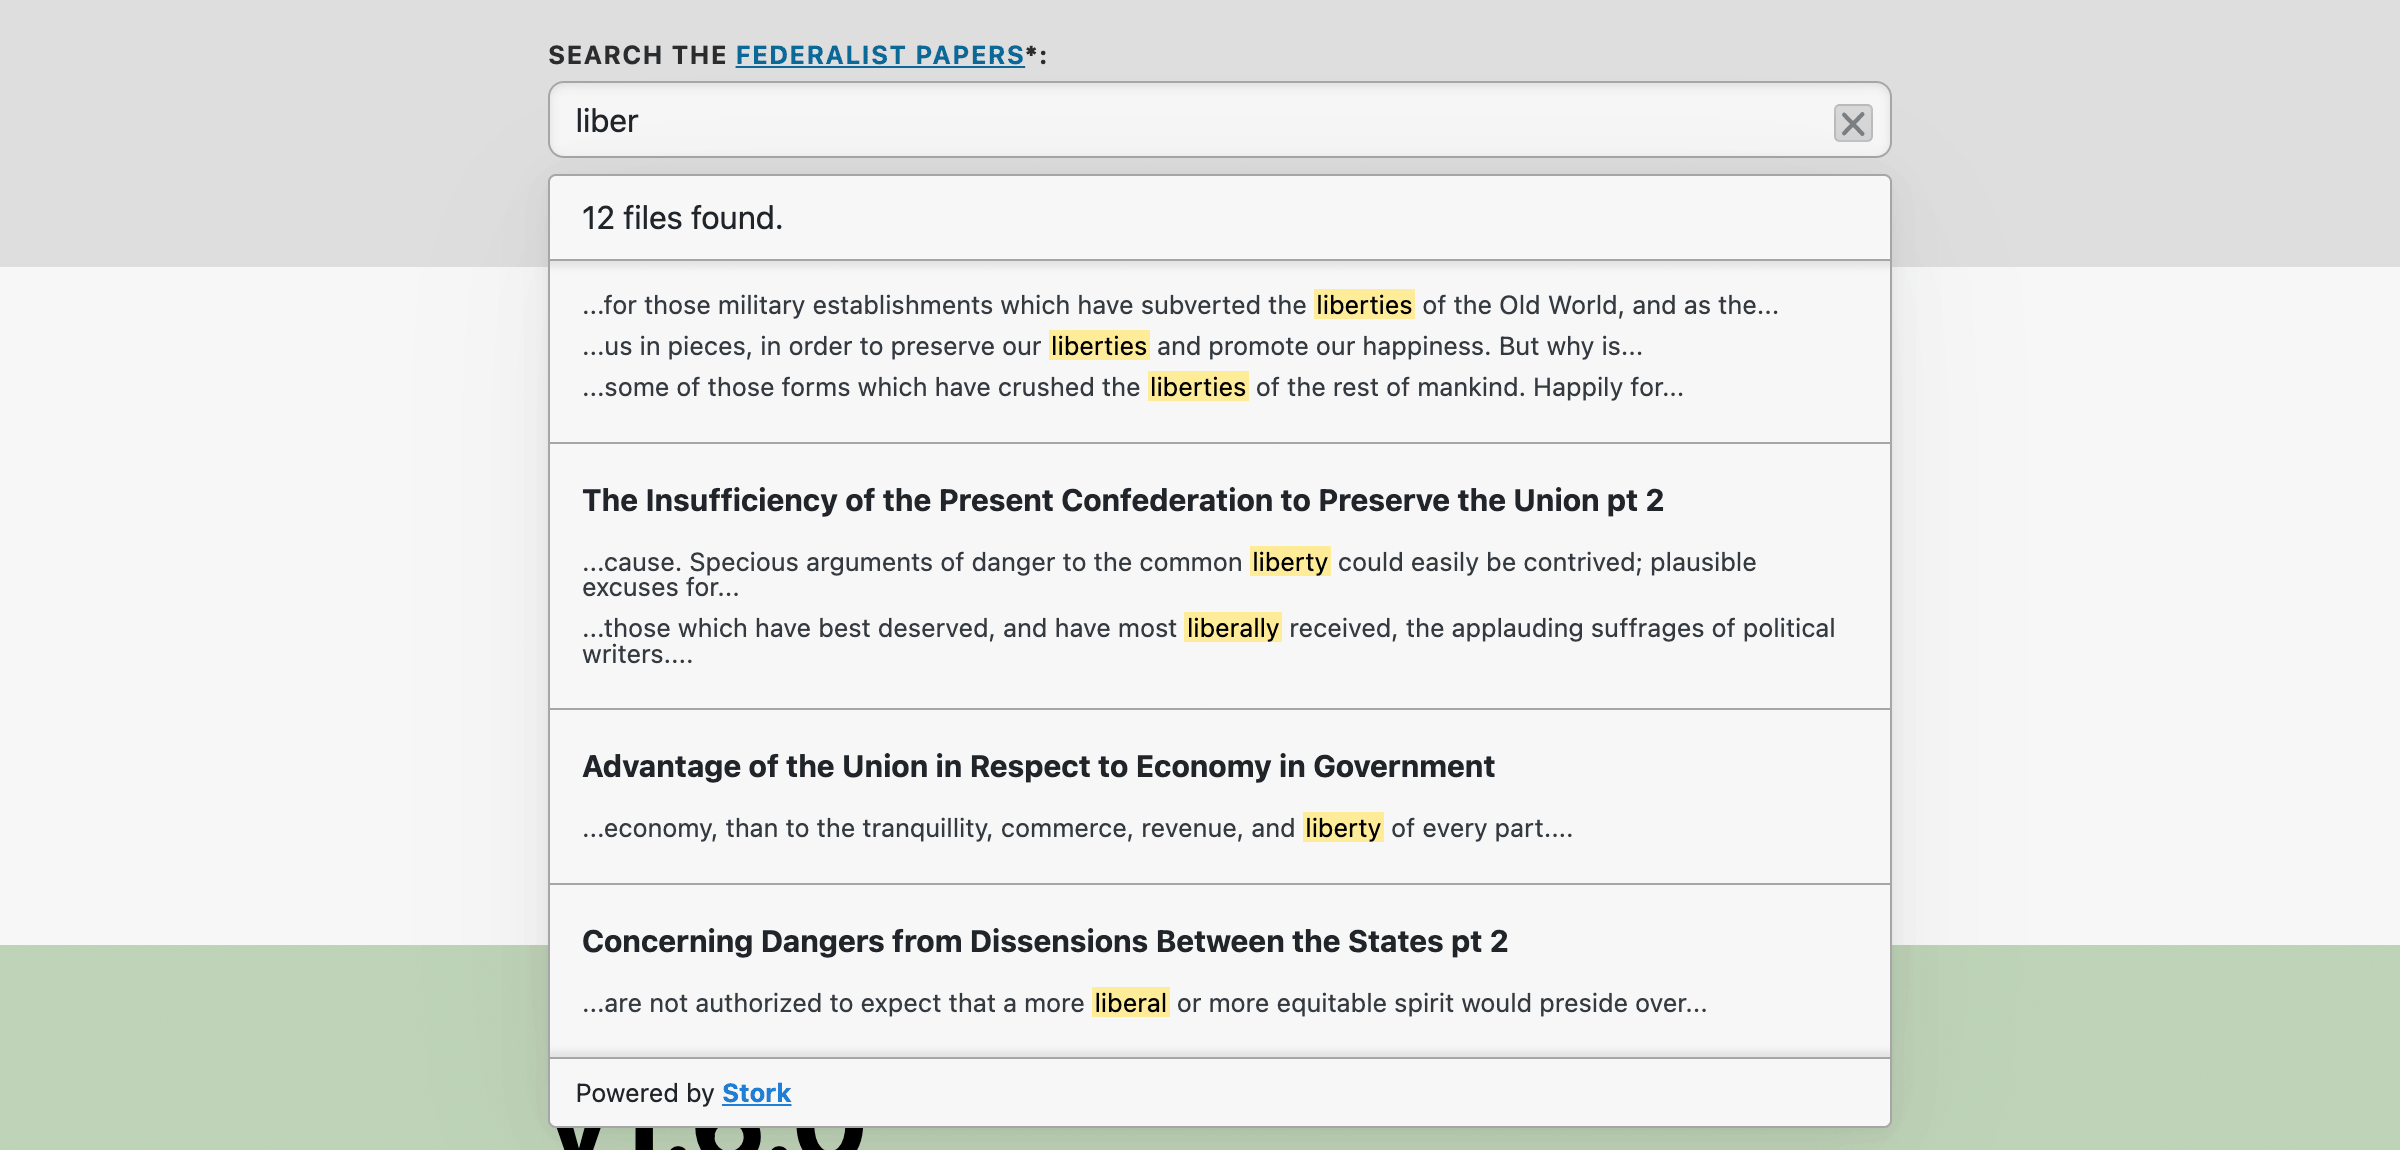 SEARCH THE FEDERALIST PAPERS*:
liber
12 files found.
...for those military establishments which have subverted the liberties of the Old World, and as the...
...us in pieces, in order to preserve our liberties and promote our happiness. But why is...
...some of those forms which have crushed the liberties of the rest of mankind. Happily for...
The Insufficiency of the Present Confederation to Preserve the Union pt 2
...cause. Specious arguments of danger to the common liberty could easily be contrived; plausible
excuses for...
...those which have best deserved, and have most liberally received, the applauding suffrages of political
writers....
Advantage of the Union in Respect to Economy in Government
...economy, than to the tranquillity, commerce, revenue, and liberty of every part....
Concerning Dangers from Dissensions Between the States pt 2
...are not authorized to expect that a more liberal or more equitable spirit would preside over...
Powered by Stork